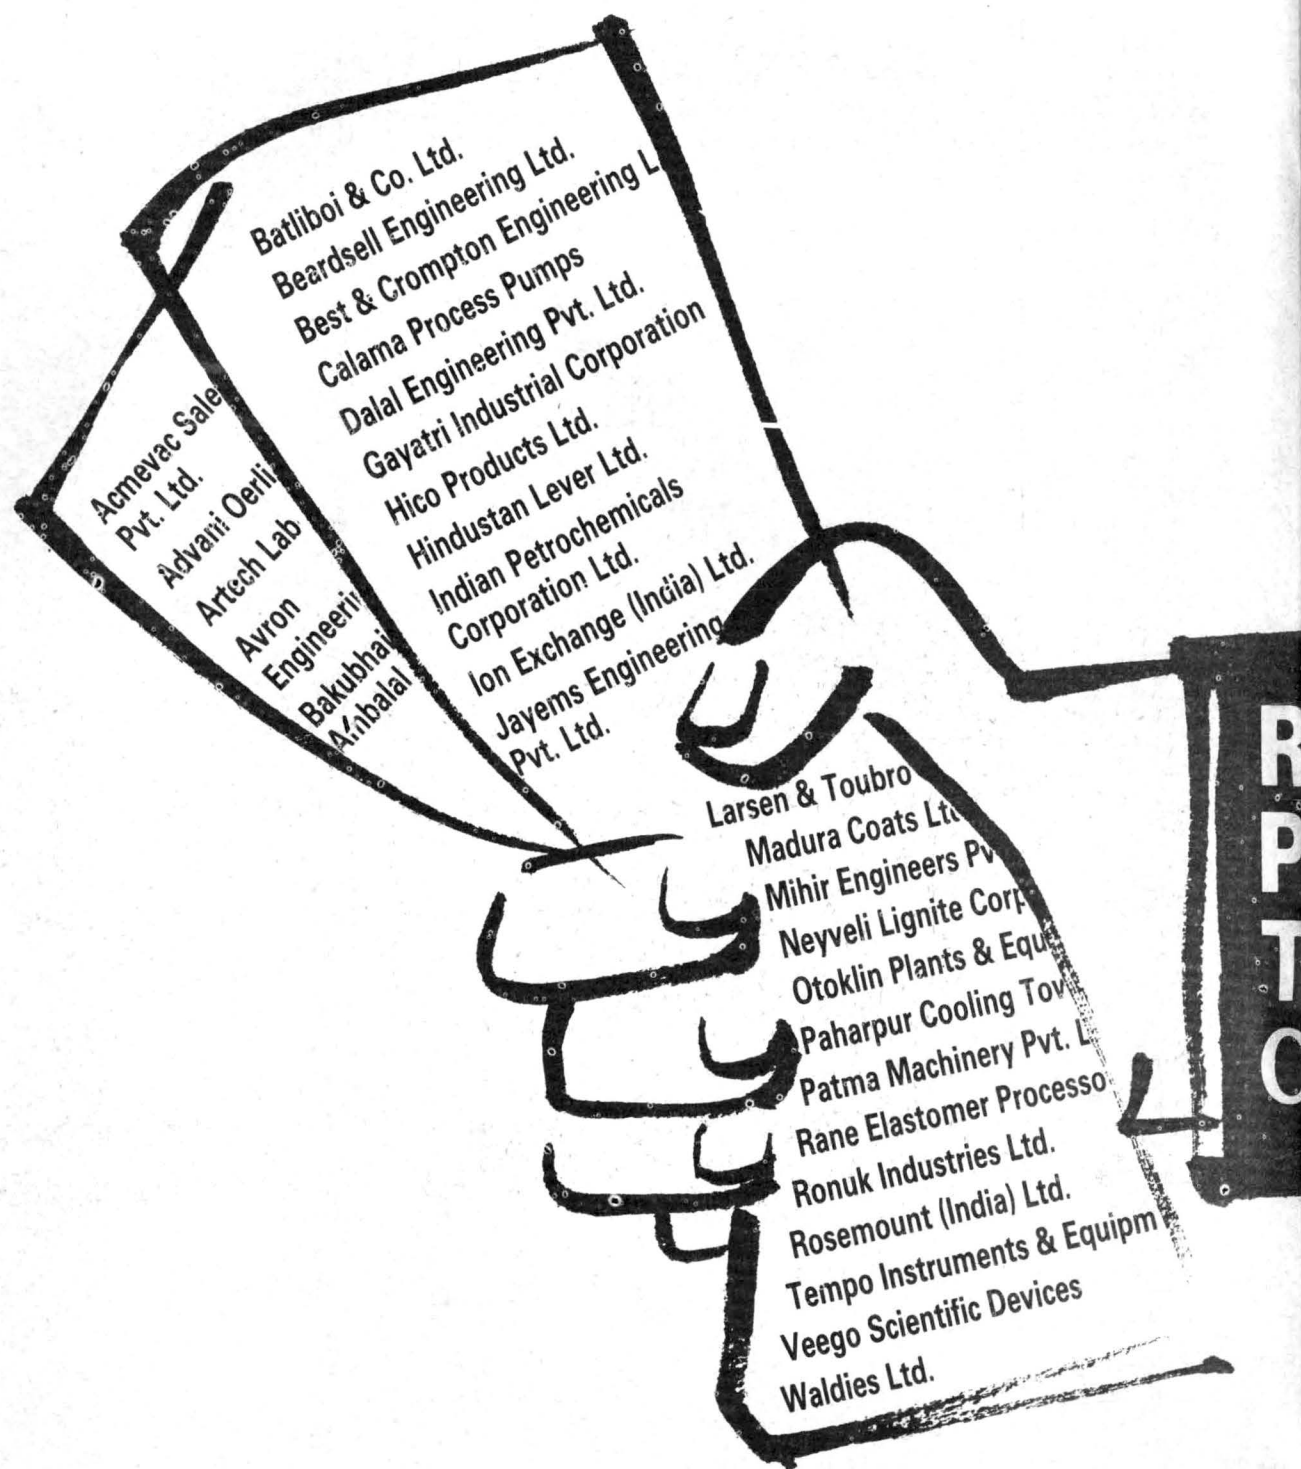 Acmevac Sale
Pvt. Ltd.
Advani Oerli
Artech Lab
Avron
Engineerin
Bakubhai
Ambalal
Batliboi & Co. Ltd.
Beardsell Engineering Ltd.
Best & Crompton Engineering L
Calama Process Pumps
Dalal Engineering Pvt. Ltd.
Gayatri Industrial Corporation
Hico Products Ltd.
Hindustan Lever Ltd.
Indian Petrochemicals
Corporation Ltd.
Ion Exchange (India) Ltd.
Jayems Engineering
Pvt. Ltd.
Larsen & Toubro
Madura Coats Ltd
Mihir Engineers Pv
Neyveli Lignite Corp
Otoklin Plants & Equ
Paharpur Cooling Tow
Patma Machinery Pvt. L
Rane Elastomer Processo
Ronuk Industries Ltd.
Rosemount (India) Ltd.
Tempo Instruments & Equipm
Veego Scientific Devices
Waldies Ltd.
R
P
T